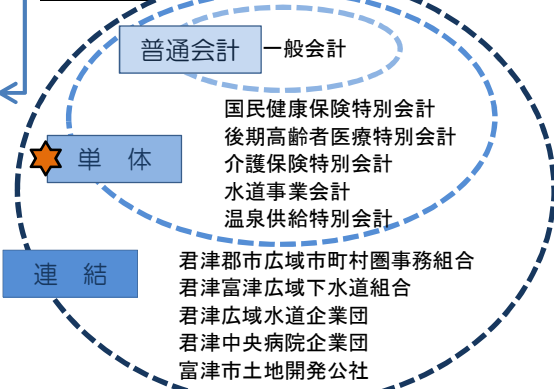 普通会計 一般会計
国民健康保険特別会計
後期高齢者医療特別会計
単 体 介護保険特別会計
水道事業会計
温泉供給特別会計
君津郡市広域市町村圏事務組合
連 結 君津富津広域下水道組合
君津広域水道企業団
君津中央病院企業団
富津市土地開発公社